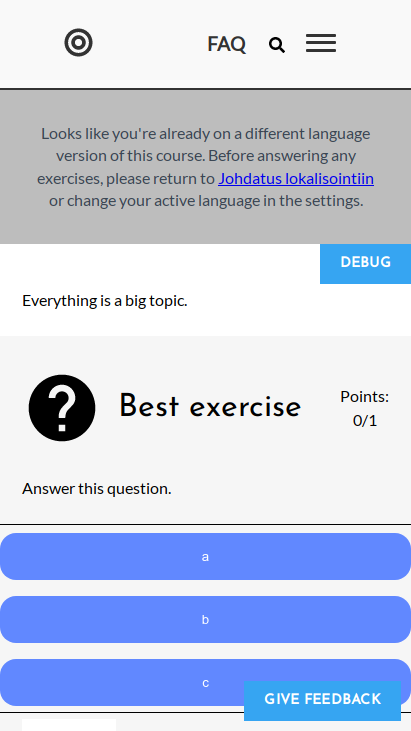 FAQ
Looks like you're already on a different language
version of this course. Before answering any
exercises, please return to Johdatus lokalisointiin
or change your active language in the settings.
DEBUG
Everything is a big topic.
Best exercise
Points:
0/1
Answer this question.
a
b
c
GIVE FEEDBACK